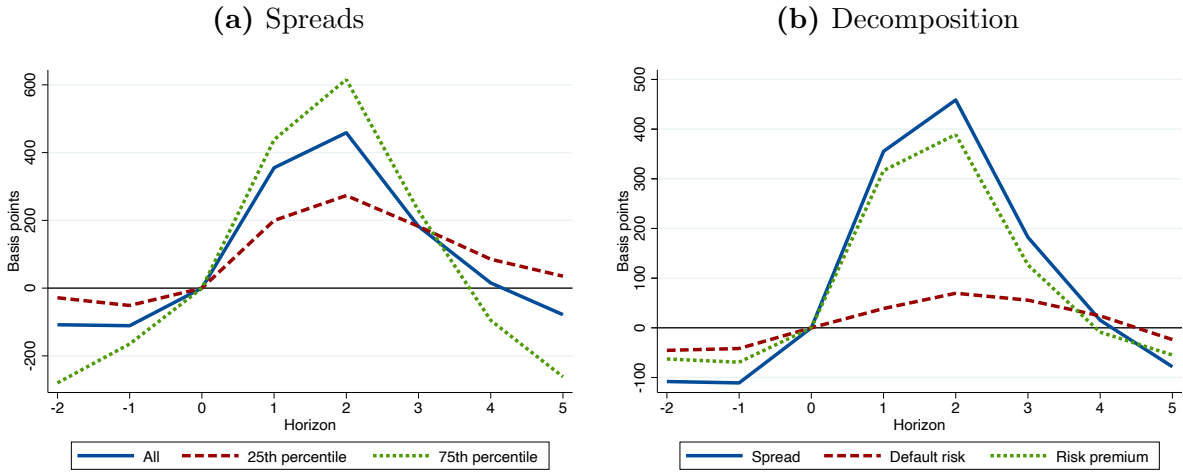 (a) Spreads
Basis points
600
400
200
0
-200
-2 -1 0 1 2 3 4 5
Horizon
All 25th percentile 75th percentile
(b) Decomposition
Basis points
500
400
300
200
100
0
-100
-2 -1 0 1 2 3 4 5
Horizon
Spread Default risk Risk premium